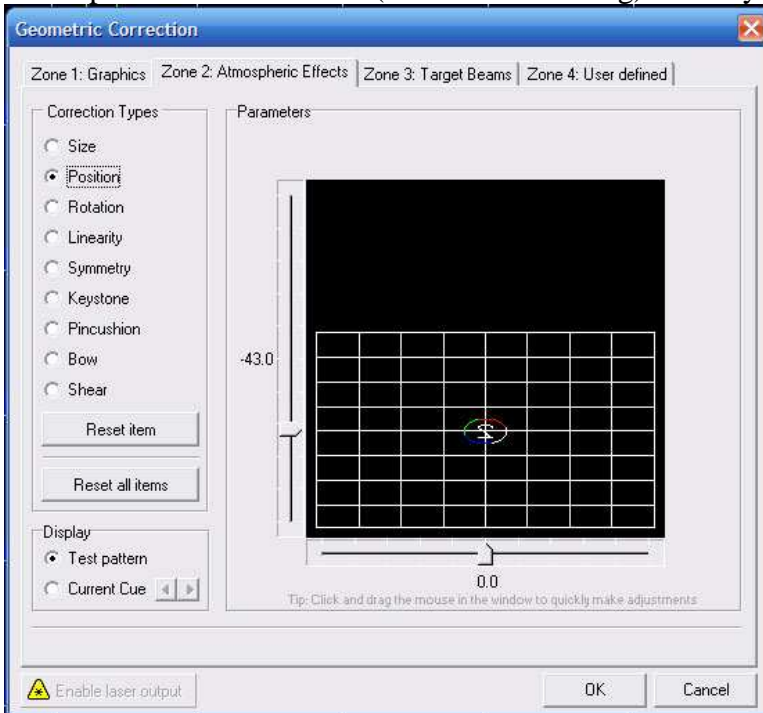 Geometric Correction
Zone 1: Graphics Zone 2: Atmospheric Effects Zone 3: Target Beams Zone 4: User defined
Correction Types
Size
Position
Rotation
Linearity
Symmetry
Keystone
Pincushion
Bow
Shear
Reset item
Reset all items
Display
Test pattern
Current Cue
Parameters
-43.0
2
0.0
Tip: Click and drag the mouse in the window to quickly make adjustments
Enable laser output
OK
Cancel